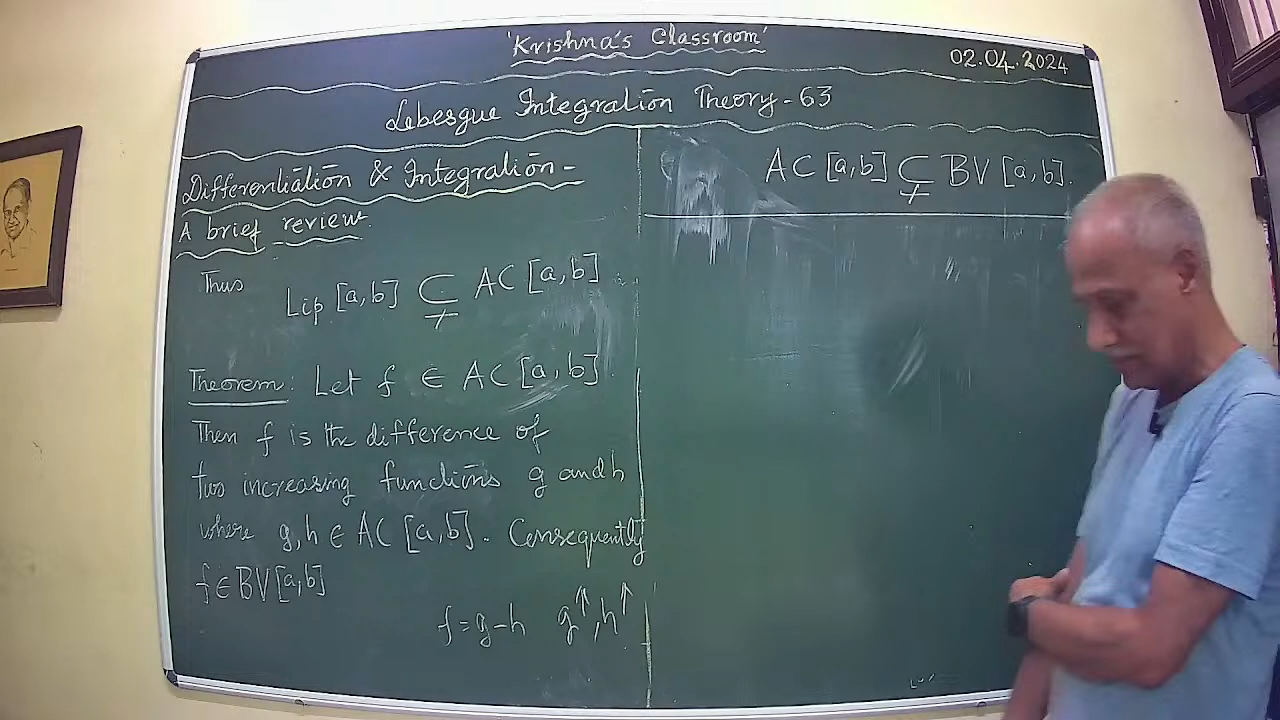 'Krishna's Classroom'
02.04.2024
Lebesgue Integration Theory - 63
Differentiation & Integration -
A brief review.
Thus
Lip [a,b] ⊊ AC [a,b]
Theorem: Let f ∈ AC [a,b].
Then f is the difference of
two increasing functions g and h
where g,h ∈ AC [a,b]. Consequently
f ∈ BV [a,b]
f = g - h g↑, h↑
AC [a,b] ⊊ BV [a,b].